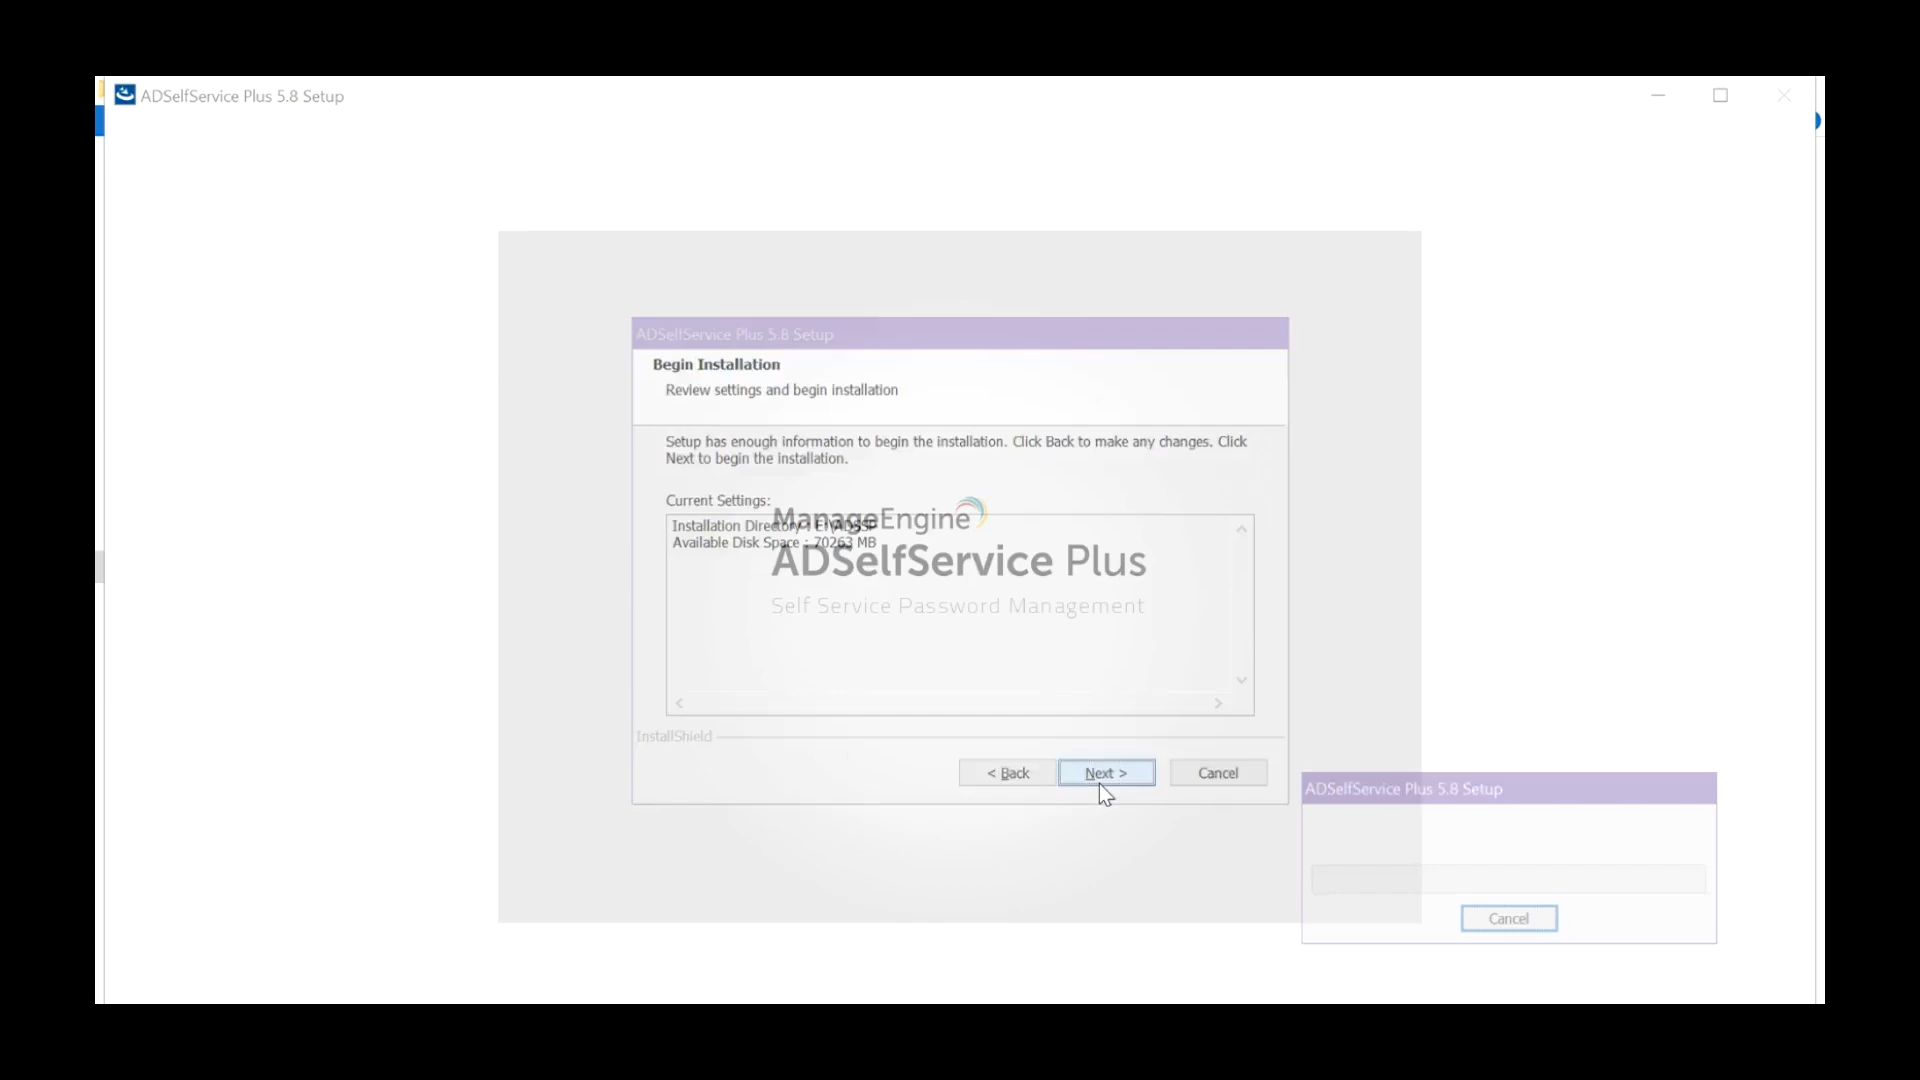 ADSelfService Plus 5.8 Setup
ADSelfService Plus 5.8 Setup
Begin Installation
Review settings and begin installation
Setup has enough information to begin the installation. Click Back to make any changes. Click
Next to begin the installation.
Current Settings:
Installation Directory : E:\ADSSP
Available Disk Space : 70263 MB
ManageEngine
ADSelfService Plus
Self Service Password Management
InstallShield
< Back
Next >
Cancel
ADSelfService Plus 5.8 Setup
Cancel